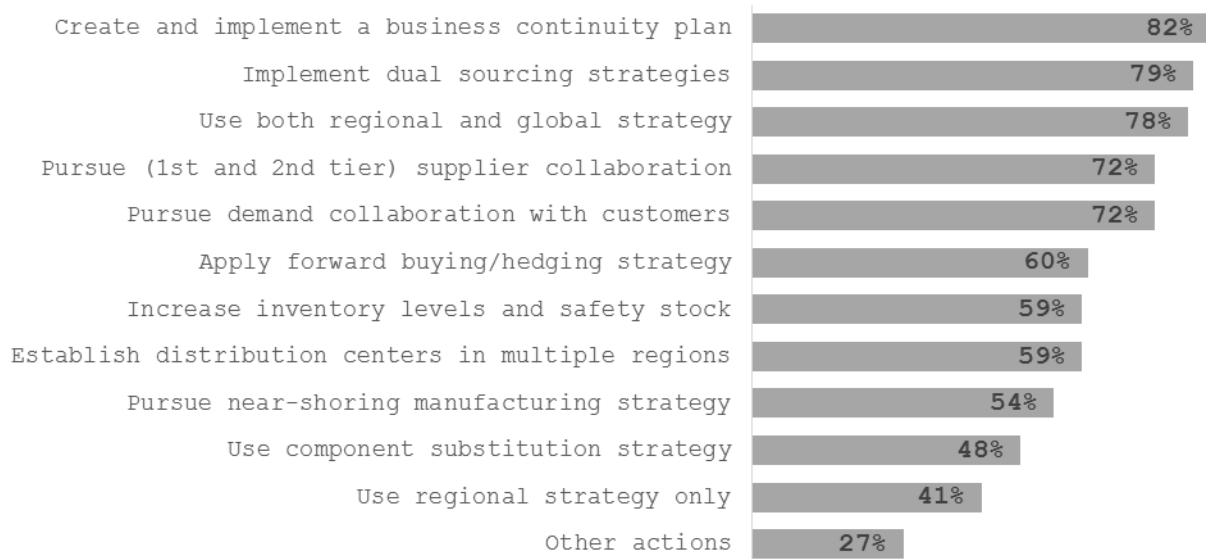 Create and implement a business continuity plan 82%
Implement dual sourcing strategies 79%
Use both regional and global strategy 78%
Pursue (1st and 2nd tier) supplier collaboration 72%
Pursue demand collaboration with customers 72%
Apply forward buying/hedging strategy 60%
Increase inventory levels and safety stock 59%
Establish distribution centers in multiple regions 59%
Pursue near-shoring manufacturing strategy 54%
Use component substitution strategy 48%
Use regional strategy only 41%
Other actions 27%